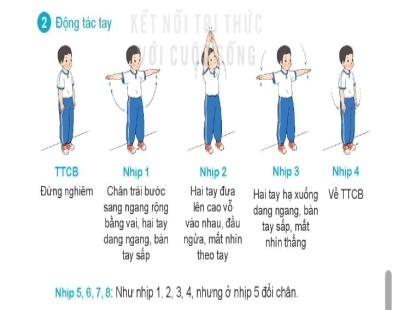 2 Động tác tay
KẾT NỐI TRI THỨC
VỚI CUỘC SỐNG
TTCB
Đứng nghiêm
Nhịp 1
Chân trái bước
sang ngang rộng
bằng vai, hai tay
dang ngang, bàn
tay sấp
Nhịp 2
Hai tay đưa
lên cao vỗ
vào nhau, đầu
ngửa, mắt nhìn
theo tay
Nhịp 3
Hai tay hạ xuống
dang ngang, bàn
tay sấp, mắt
nhìn thẳng
Nhịp 4
Về TTCB
Nhịp 5, 6, 7, 8: Như nhịp 1, 2, 3, 4, nhưng ở nhịp 5 đổi chân.